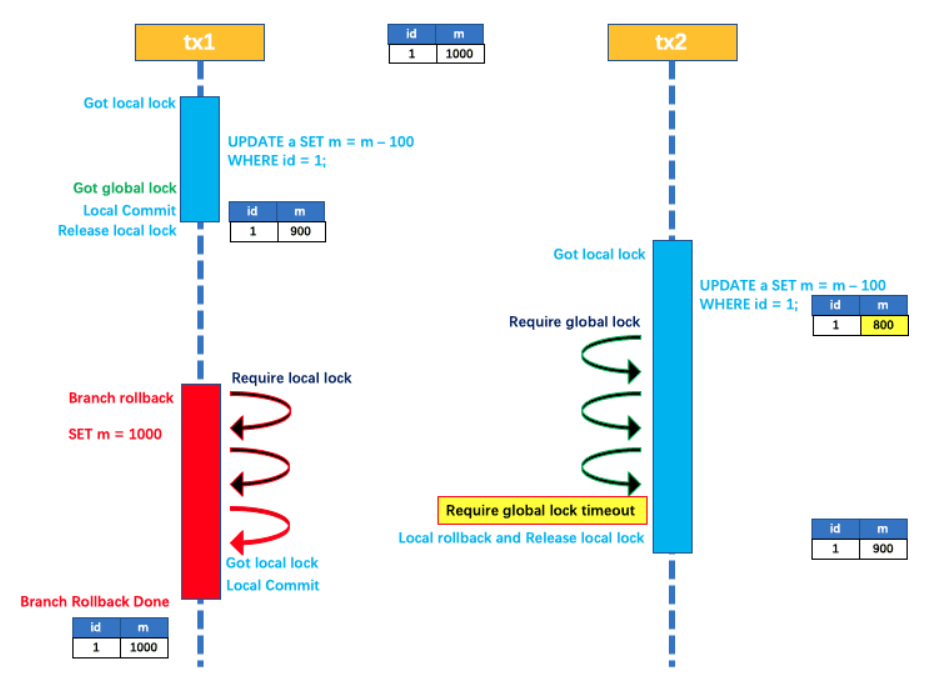 tx1
id m
1 1000
tx2
Got local lock
UPDATE a SET m = m – 100
WHERE id = 1;
Got global lock
Local Commit
Release local lock
id m
1 900
Got local lock
UPDATE a SET m = m – 100
WHERE id = 1;
id m
1 800
Require global lock
Require local lock
Branch rollback
SET m = 1000
Require global lock timeout
Local rollback and Release local lock
id m
1 900
Got local lock
Local Commit
Branch Rollback Done
id m
1 1000